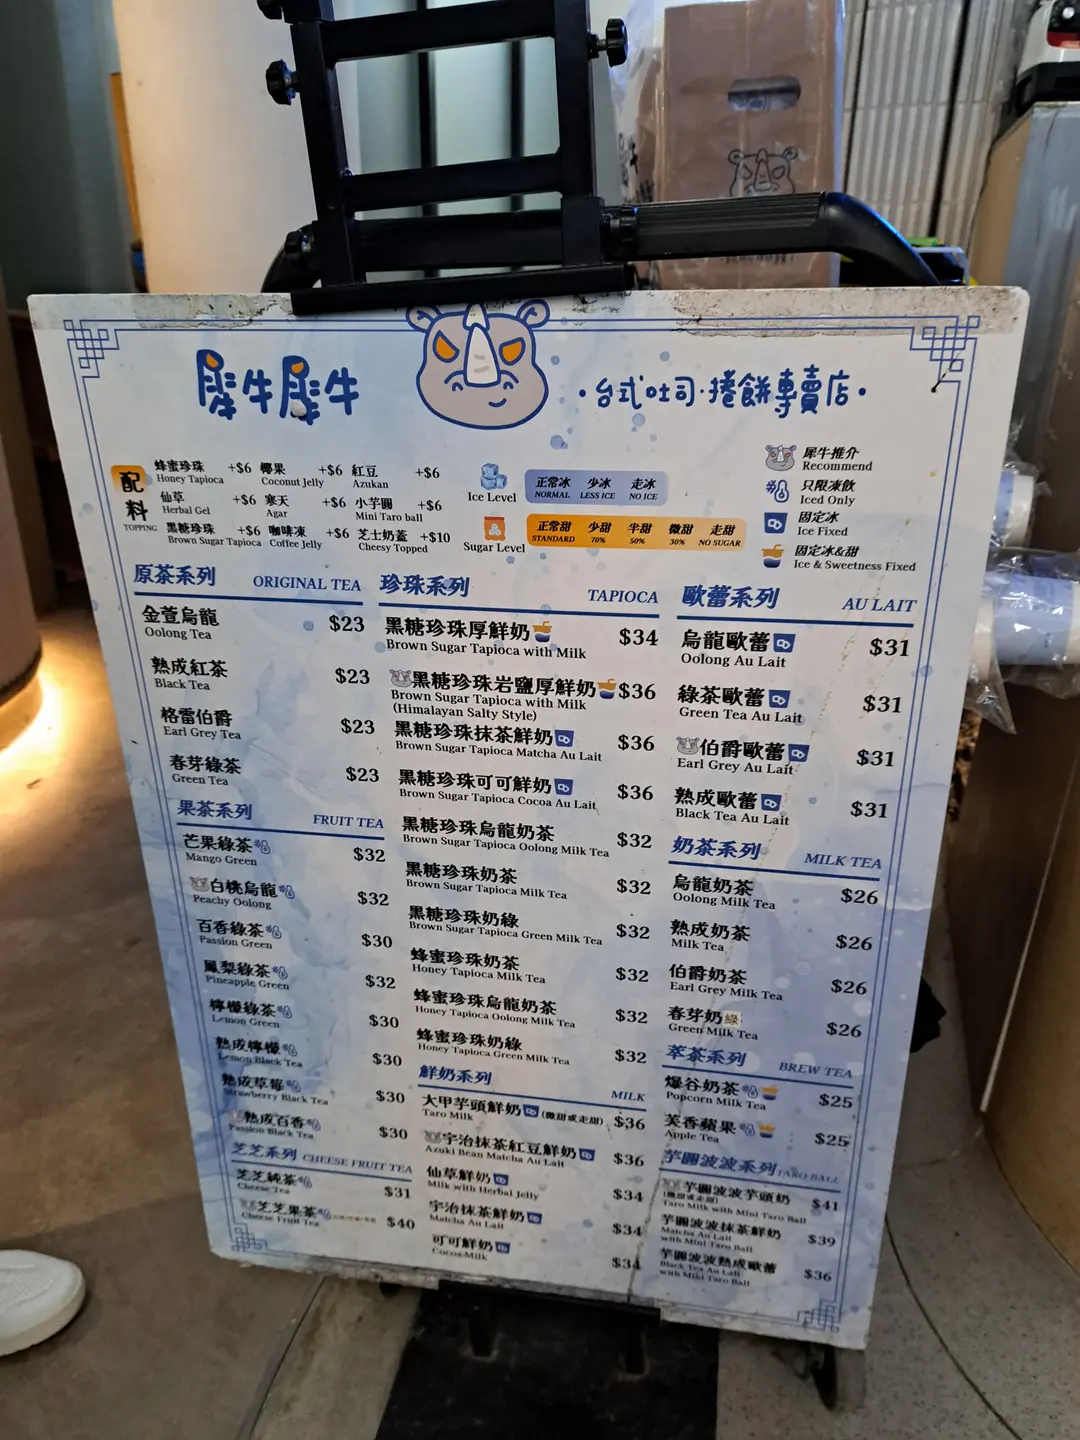 犀牛犀牛
·台式吐司·捲餅專賣店·
配料
TOPPING
蜂蜜珍珠 +$6
Honey Tapioca
椰果 +$6
Coconut Jelly
紅豆 +$6
Azukan
仙草 +$6
Herbal Gel
寒天 +$6
Agar
小芋圓 +$6
Mini Taro ball
黑糖珍珠 +$6
Brown Sugar Tapioca
咖啡凍 +$6
Coffee Jelly
芝士奶蓋 +$10
Cheesy Topped
Ice Level
正常冰 少冰 走冰
NORMAL LESS ICE NO ICE
Sugar Level
正常甜 少甜 半甜 微甜 走甜
STANDARD 70% 50% 30% NO SUGAR
犀牛推介
Recommend
只限凍飲
Iced Only
固定冰
Ice Fixed
固定冰&甜
Ice & Sweetness Fixed
原茶系列 ORIGINAL TEA
金萱烏龍 $23
Oolong Tea
熟成紅茶 $23
Black Tea
格雷伯爵 $23
Earl Grey Tea
春芽綠茶 $23
Green Tea
果茶系列 FRUIT TEA
芒果綠茶 $32
Mango Green
白桃烏龍 $32
Peachy Oolong
百香綠茶 $30
Passion Green
鳳梨綠茶 $32
Pineapple Green
檸檬綠茶 $30
Lemon Green
熟成檸檬 $30
Lemon Black Tea
熟成草莓 $30
Strawberry Black Tea
熟成百香 $30
Passion Black Tea
芝芝系列 CHEESE FRUIT TEA
芝芝純茶 $31
Cheese Tea
芝芝果茶 $40
Cheese Fruit Tea
珍珠系列 TAPIOCA
黑糖珍珠厚鮮奶 $34
Brown Sugar Tapioca with Milk
黑糖珍珠岩鹽厚鮮奶 $36
Brown Sugar Tapioca with Milk
(Himalayan Salty Style)
黑糖珍珠抹茶鮮奶 $36
Brown Sugar Tapioca Matcha Au Lait
黑糖珍珠可可鮮奶 $36
Brown Sugar Tapioca Cocoa Au Lait
黑糖珍珠烏龍奶茶 $32
Brown Sugar Tapioca Oolong Milk Tea
黑糖珍珠奶茶 $32
Brown Sugar Tapioca Milk Tea
黑糖珍珠奶綠 $32
Brown Sugar Tapioca Green Milk Tea
蜂蜜珍珠奶茶 $32
Honey Tapioca Milk Tea
蜂蜜珍珠烏龍奶茶 $32
Honey Tapioca Oolong Milk Tea
蜂蜜珍珠奶綠 $32
Honey Tapioca Green Milk Tea
鮮奶系列 MILK
大甲芋頭鮮奶 (微甜或走甜) $36
Taro Milk
宇治抹茶紅豆鮮奶 $36
Azuki Bean Matcha Au Lait
仙草鮮奶 $34
Milk with Herbal Jelly
宇治抹茶鮮奶 $34
Matcha Au Lait
可可鮮奶 $34
Cocoa Milk
歐蕾系列 AU LAIT
烏龍歐蕾 $31
Oolong Au Lait
綠茶歐蕾 $31
Green Tea Au Lait
伯爵歐蕾 $31
Earl Grey Au Lait
熟成歐蕾 $31
Black Tea Au Lait
奶茶系列 MILK TEA
烏龍奶茶 $26
Oolong Milk Tea
熟成奶茶 $26
Milk Tea
伯爵奶茶 $26
Earl Grey Milk Tea
春芽奶綠 $26
Green Milk Tea
萃茶系列 BREW TEA
爆谷奶茶 $25
Popcorn Milk Tea
芙香蘋果 $25
Apple Tea
芋圓波波系列 TARO BALL
芋圓波波芋頭奶 $41
(微甜或走甜)
Taro Milk with Mini Taro Ball
芋圓波波抹茶鮮奶 $39
Matcha Au Lait
with Mini Taro Ball
芋圓波波熟成歐蕾 $36
Black Tea Au Lait
with Mini Taro Ball